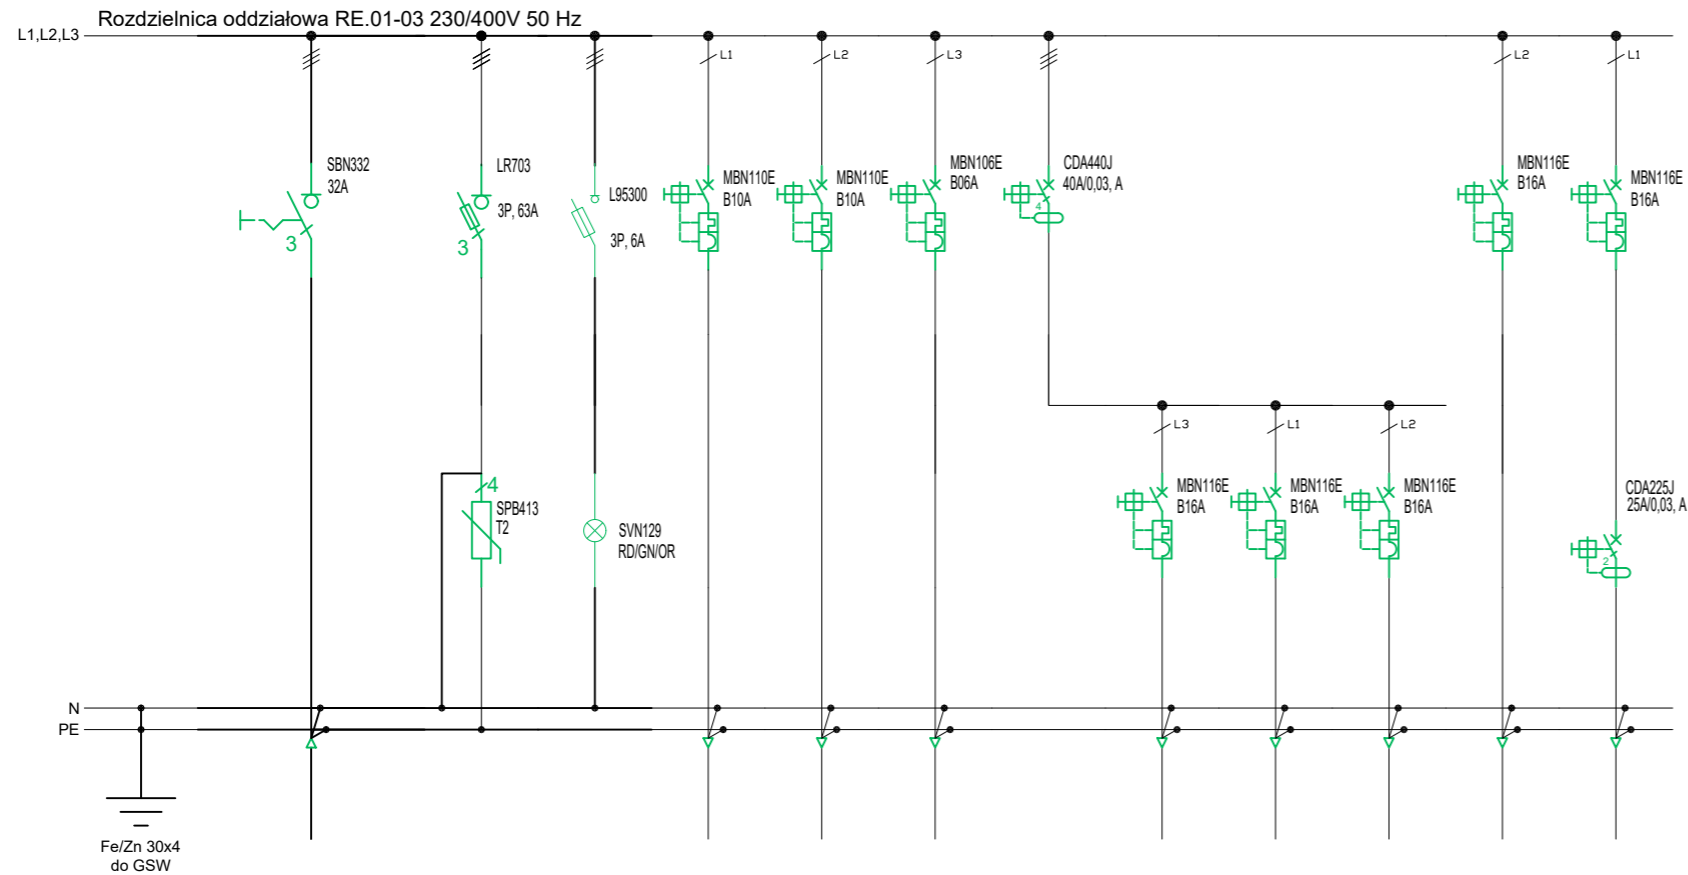 Rozdzielnica oddziałowa RE.01-03 230/400V 50 Hz
L1,L2,L3
L1
L2
L3
L2
L1
SBN332
32A
3
LR703
3P, 63A
3
L95300
3P, 6A
MBN110E
B10A
MBN110E
B10A
MBN106E
B06A
CDA440J
40A/0,03, A
4
MBN116E
B16A
MBN116E
B16A
L3
L1
L2
4
SPB413
T2
SVN129
RD/GN/OR
MBN116E
B16A
MBN116E
B16A
MBN116E
B16A
CDA225J
25A/0,03, A
2
N
PE
Fe/Zn 30x4
do GSW